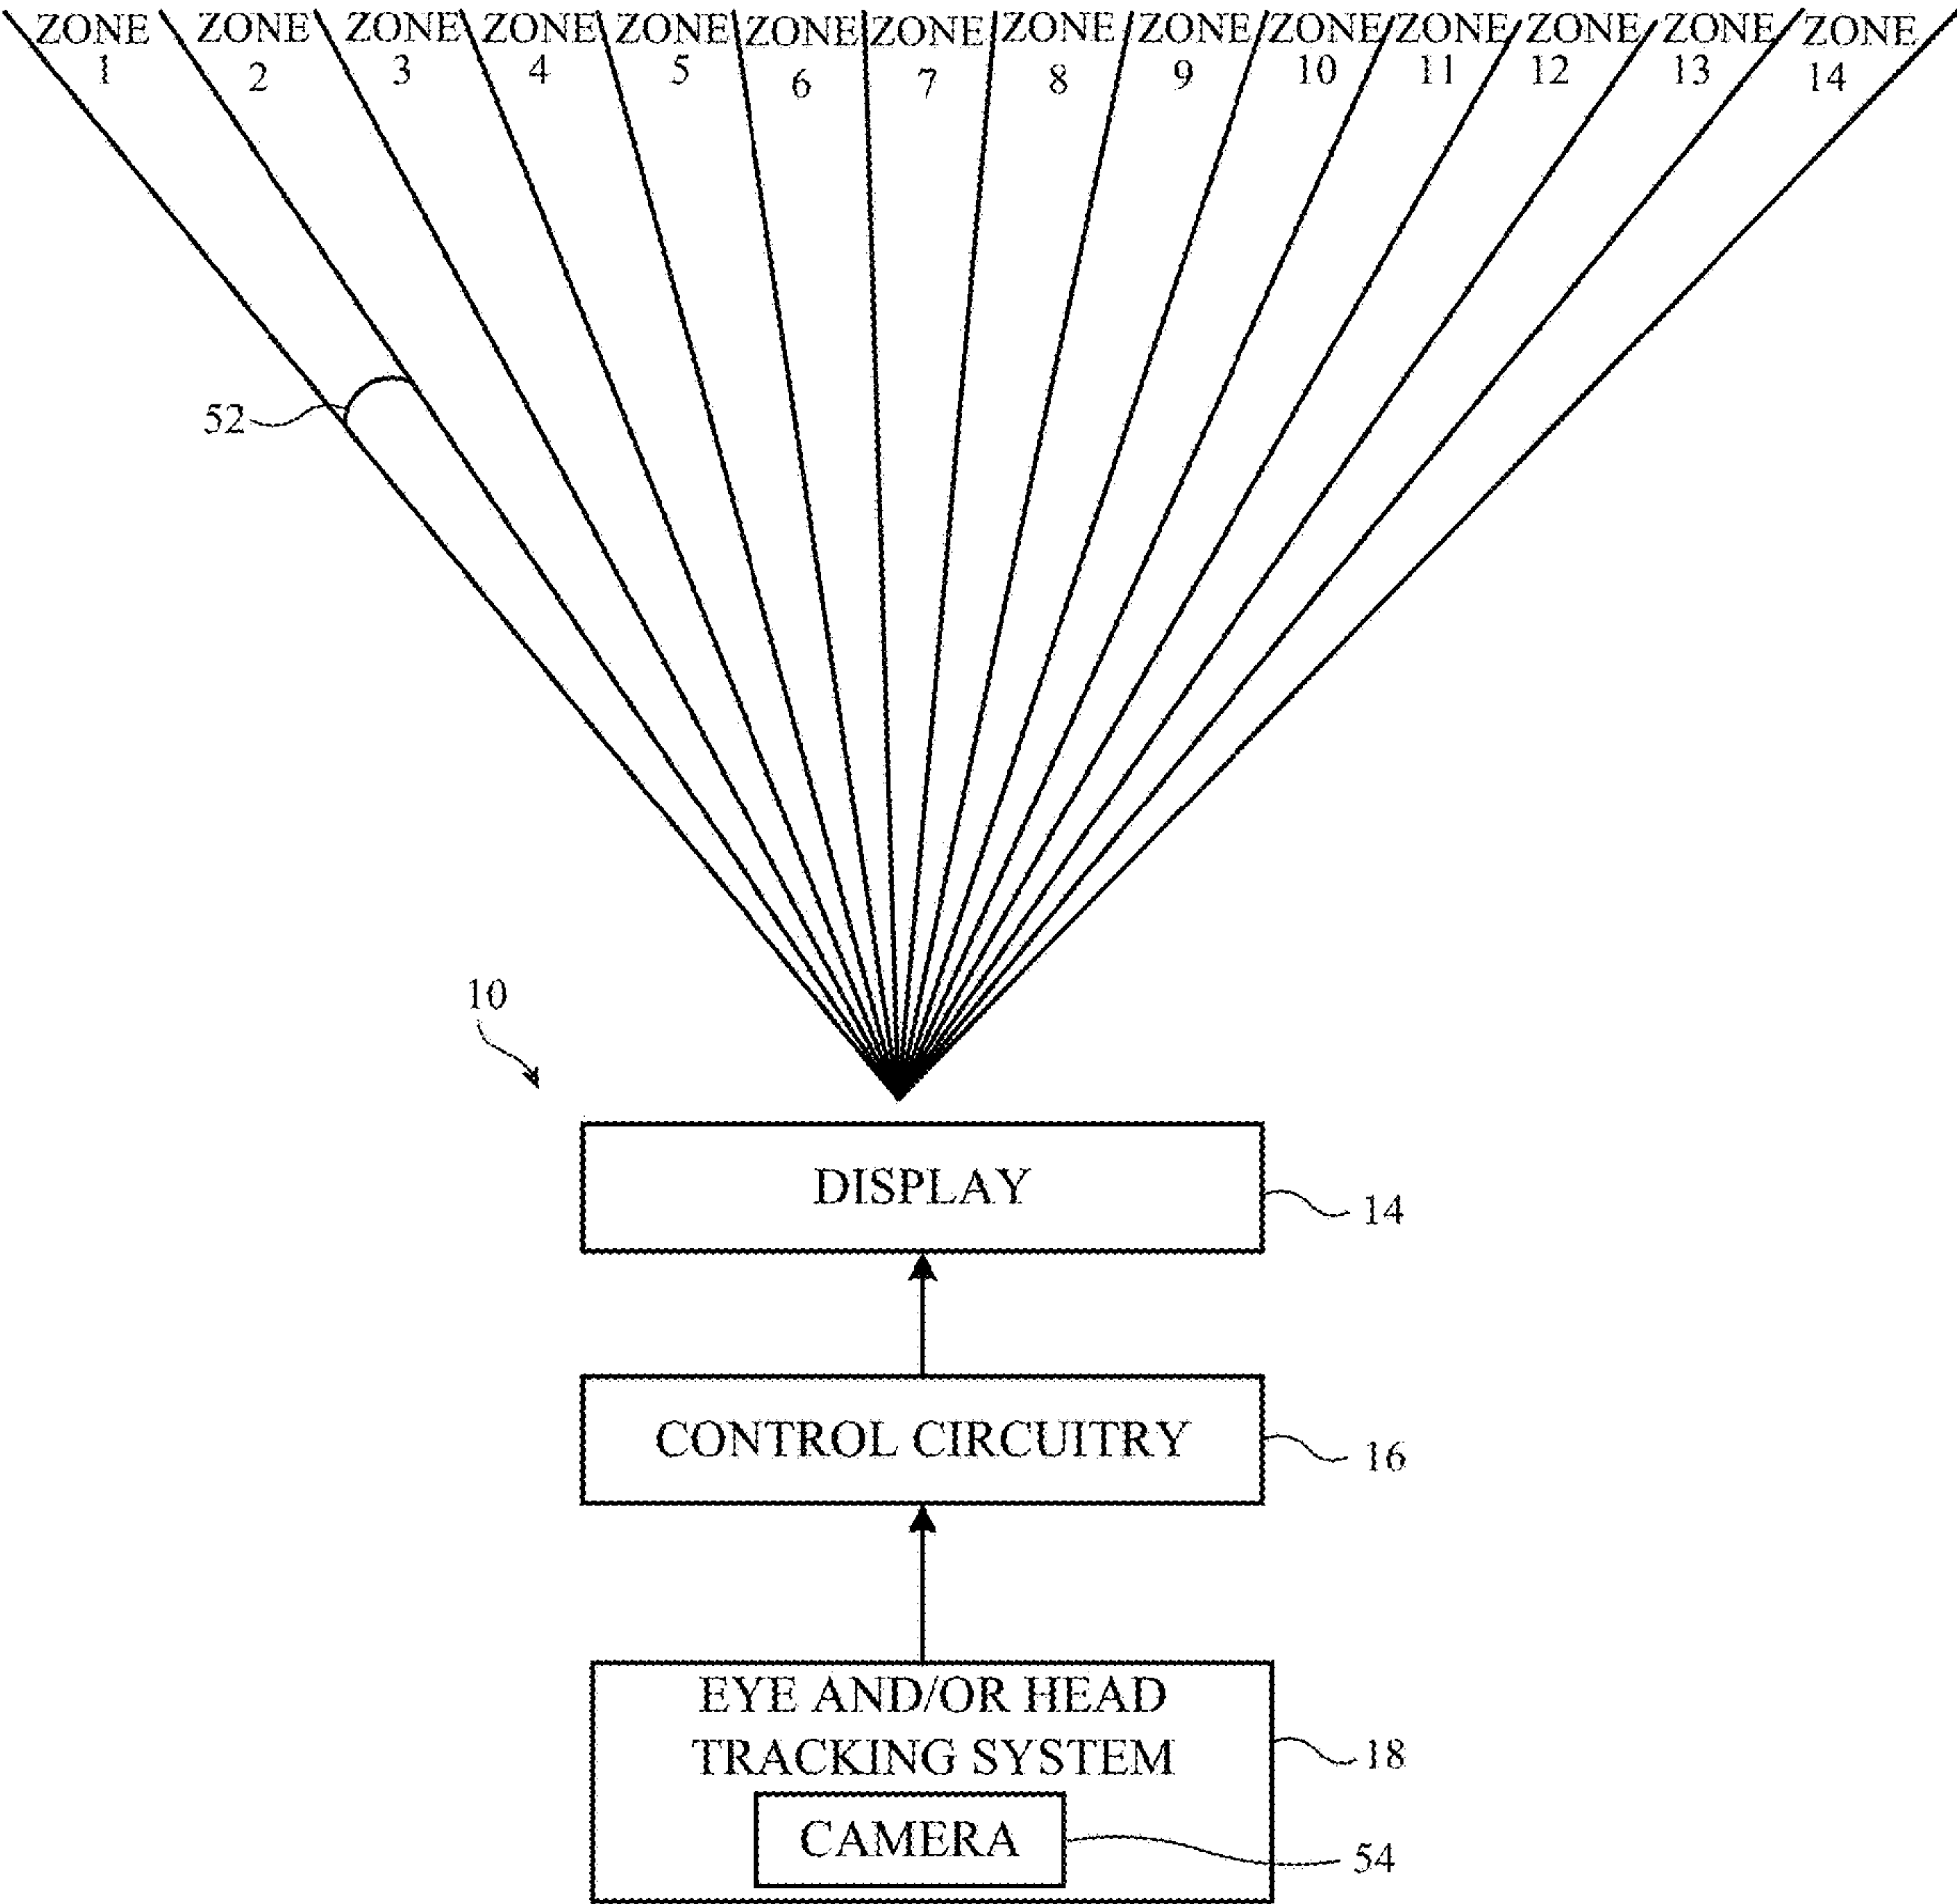 ZONE ZONE ZONE ZONE ZONE ZONE ZONE ZONE ZONE ZONE ZONE ZONE ZONE ZONE
1 2 3 4 5 6 7 8 9 10 11 12 13 14
52
10
DISPLAY
14
CONTROL CIRCUITRY
16
EYE AND/OR HEAD
TRACKING SYSTEM
18
CAMERA
54